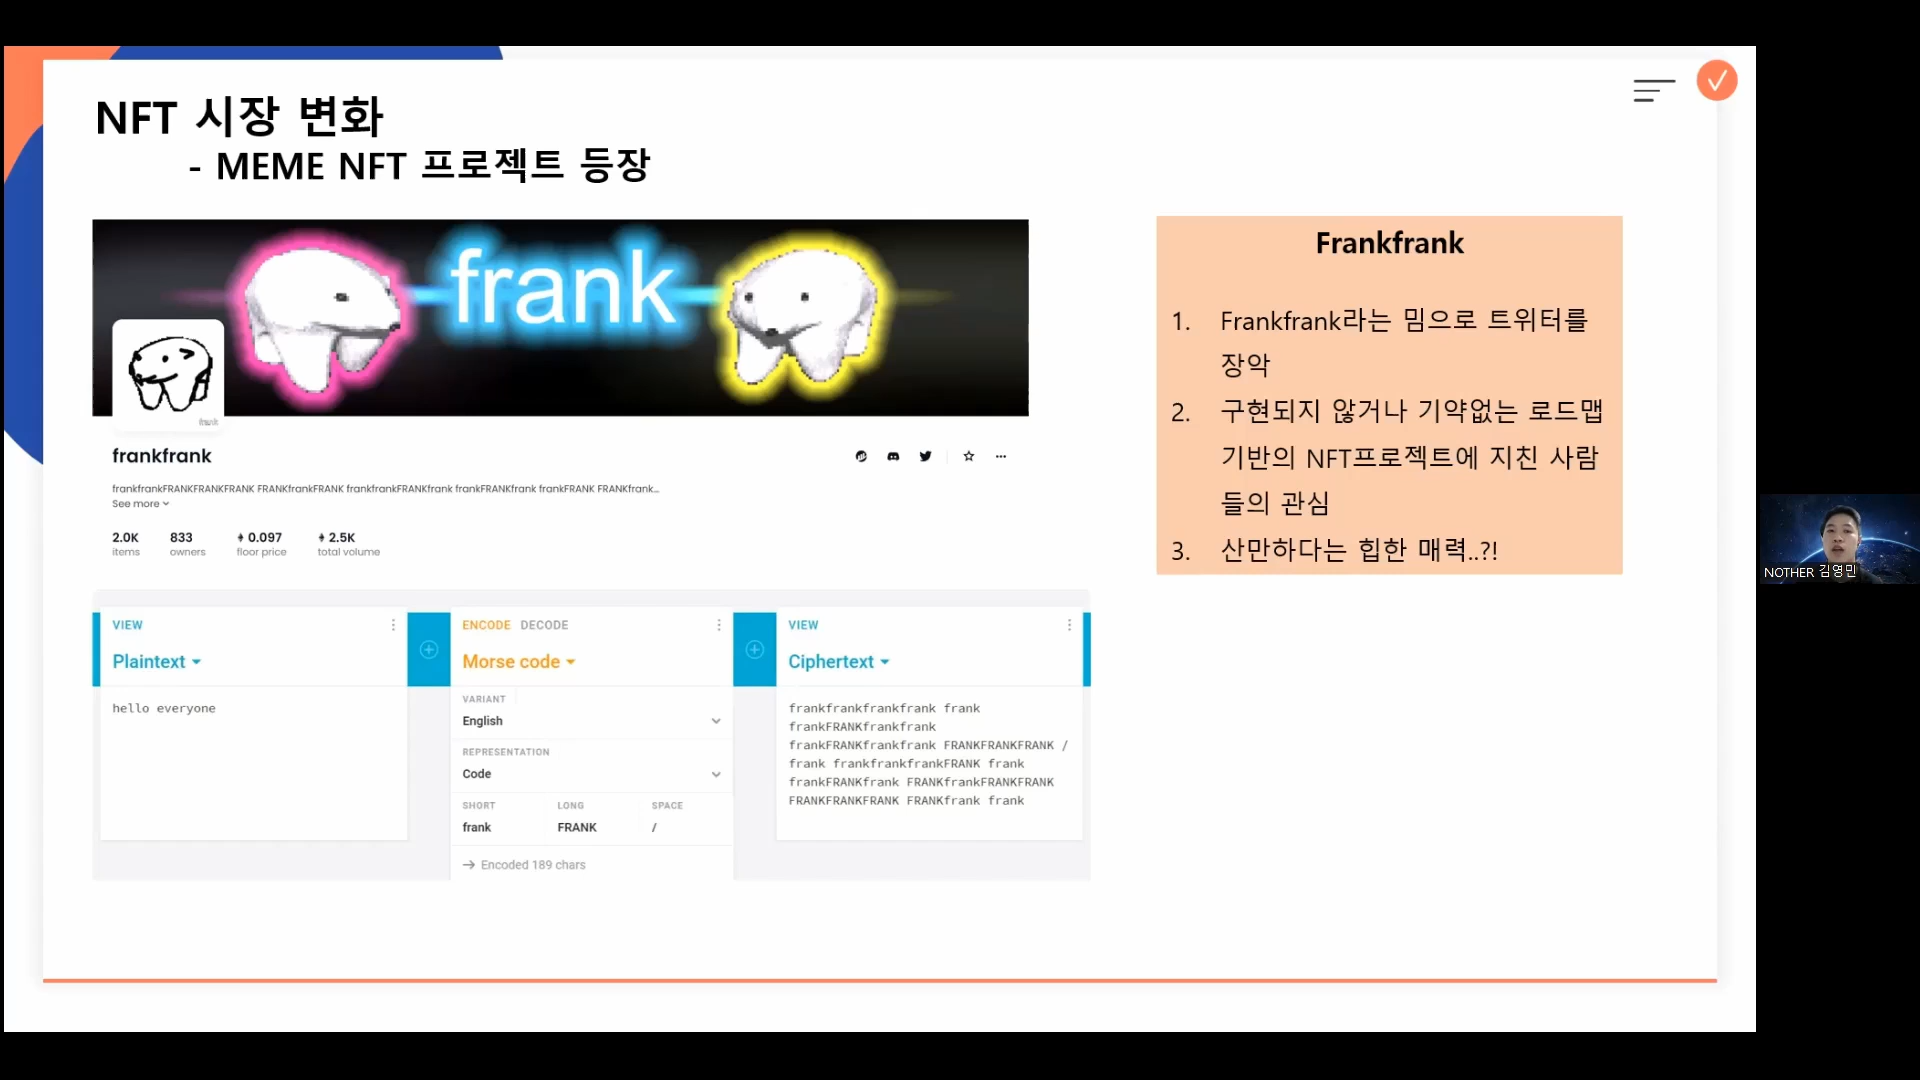 NFT 시장 변화
- MEME NFT 프로젝트 등장
frank
frank
frankfrank
frankfrankFRANKFRANKFRANK FRANKfrankFRANK frankfrankFRANKfrank frankFRANKfrank frankFRANK FRANKfrank...
See more
2.0K 833 0.097 2.5K
items owners floor price total volume
Frankfrank
1. Frankfrank라는 밈으로 트위터를
장악
2. 구현되지 않거나 기약없는 로드맵
기반의 NFT프로젝트에 지친 사람
들의 관심
3. 산만하다는 힙한 매력..?!
VIEW
Plaintext
hello everyone
ENCODE DECODE
Morse code
VARIANT
English
REPRESENTATION
Code
SHORT LONG SPACE
frank FRANK /
→ Encoded 189 chars
VIEW
Ciphertext
frankfrankfrankfrank frank
frankFRANKfrankfrank
frankFRANKfrankfrank FRANKFRANKFRANK /
frank frankfrankfrankFRANK frank
frankFRANKfrank FRANKfrankFRANKFRANK
FRANKFRANKFRANK FRANKfrank frank
NOTHER 김영민